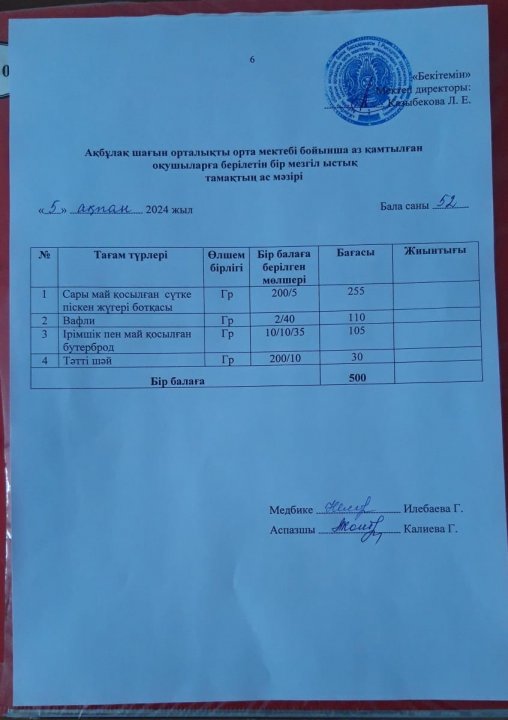 6
«Бекітемін»
Мектеп директоры:
Қазыбекова Л. Е.
Ақбұлақ шағын орталықты орта мектебі бойынша аз қамтылған
оқушыларға берілетін бір мезгіл ыстық
тамақтың ас мәзірі
« 5 » ақпан 2024 жыл Бала саны 52
№ Тағам түрлері Өлшем бірлігі Бір балаға берілген мөлшері Бағасы Жиынтығы
1 Сары май қосылған сүтке піскен жүгері ботқасы Гр 200/5 255
2 Вафли Гр 2/40 110
3 Ірімшік пен май қосылған бутерброд Гр 10/10/35 105
4 Тәтті шәй Гр 200/10 30
Бір балаға 500
Медбике Илебаева Г.
Аспазшы Калиева Г.